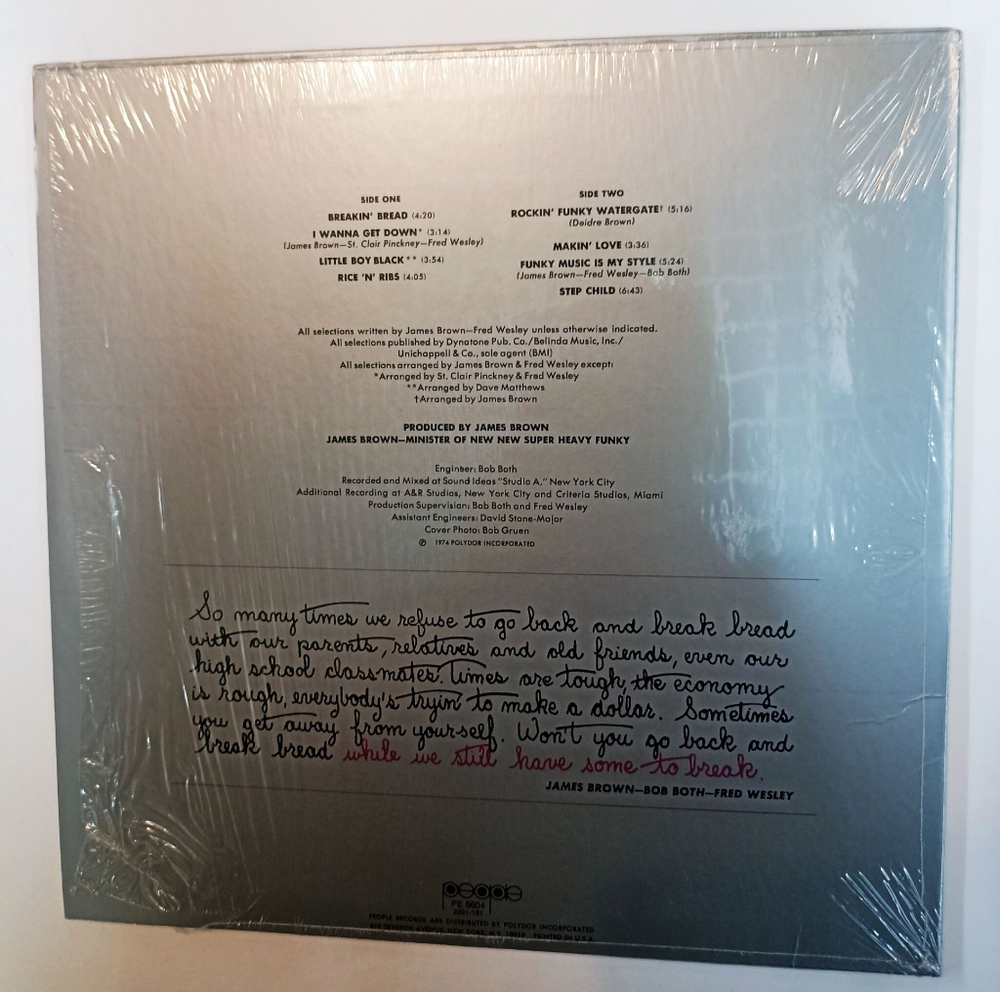 SIDE ONE
BREAKIN' BREAD (4:20)
I WANNA GET DOWN* (3:14)
(James Brown—St. Clair Pinckney—Fred Wesley)
LITTLE BOY BLACK** (3:54)
RICE 'N' RIBS (4:05)
SIDE TWO
ROCKIN' FUNKY WATERGATE† (5:16)
(Deidre Brown)
MAKIN' LOVE (3:36)
FUNKY MUSIC IS MY STYLE (5:24)
(James Brown—Fred Wesley—Bob Both)
STEP CHILD (6:43)
All selections written by James Brown—Fred Wesley unless otherwise indicated.
All selections published by Dynatone Pub. Co./Belinda Music, Inc./
Unichappell & Co., sole agent (BMI)
All selections arranged by James Brown & Fred Wesley except:
*Arranged by St. Clair Pinckney & Fred Wesley
**Arranged by Dave Matthews
†Arranged by James Brown
PRODUCED BY JAMES BROWN
JAMES BROWN—MINISTER OF NEW NEW SUPER HEAVY FUNKY
Engineer: Bob Both
Recorded and Mixed at Sound Ideas "Studio A," New York City
Additional Recording at A&R Studios, New York City and Criteria Studios, Miami
Production Supervision: Bob Both and Fred Wesley
Assistant Engineers: David Stone-Major
Cover Photo: Bob Gruen
℗ 1974 POLYDOR INCORPORATED
So many times we refuse to go back and break bread
with our parents, relatives and old friends, even our
high school classmates. Times are tough, the economy
is rough, everybody's tryin' to make a dollar. Sometimes
you get away from yourself. Won't you go back and
break bread while we still have some to break.
JAMES BROWN—BOB BOTH—FRED WESLEY
people
PE 6604
2391-161
PEOPLE RECORDS ARE DISTRIBUTED BY POLYDOR INCORPORATED
810 SEVENTH AVENUE, NEW YORK, N.Y. 10019 PRINTED IN U.S.A.